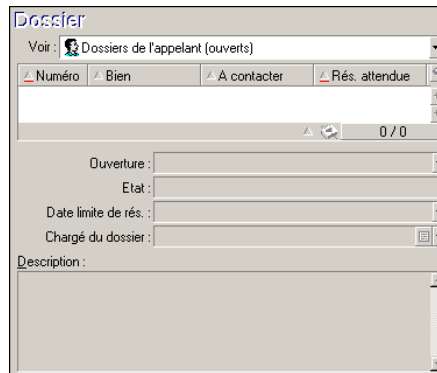 Dossier
Voir : Dossiers de l'appelant (ouverts)
Numéro Bien A contacter Rés. attendue
0 / 0
Ouverture :
Etat :
Date limite de rés. :
Chargé du dossier :
Description :